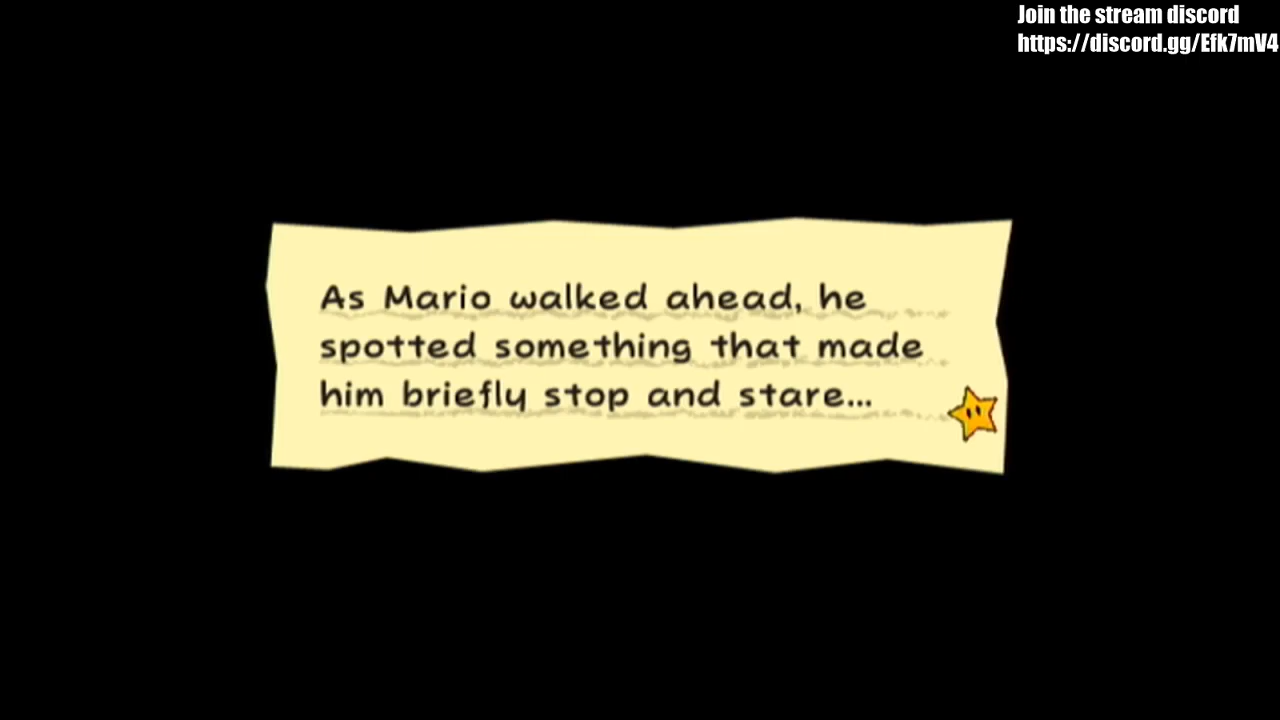 Join the stream discord
https://discord.gg/Efk7mV4
As Mario walked ahead, he
spotted something that made
him briefly stop and stare...